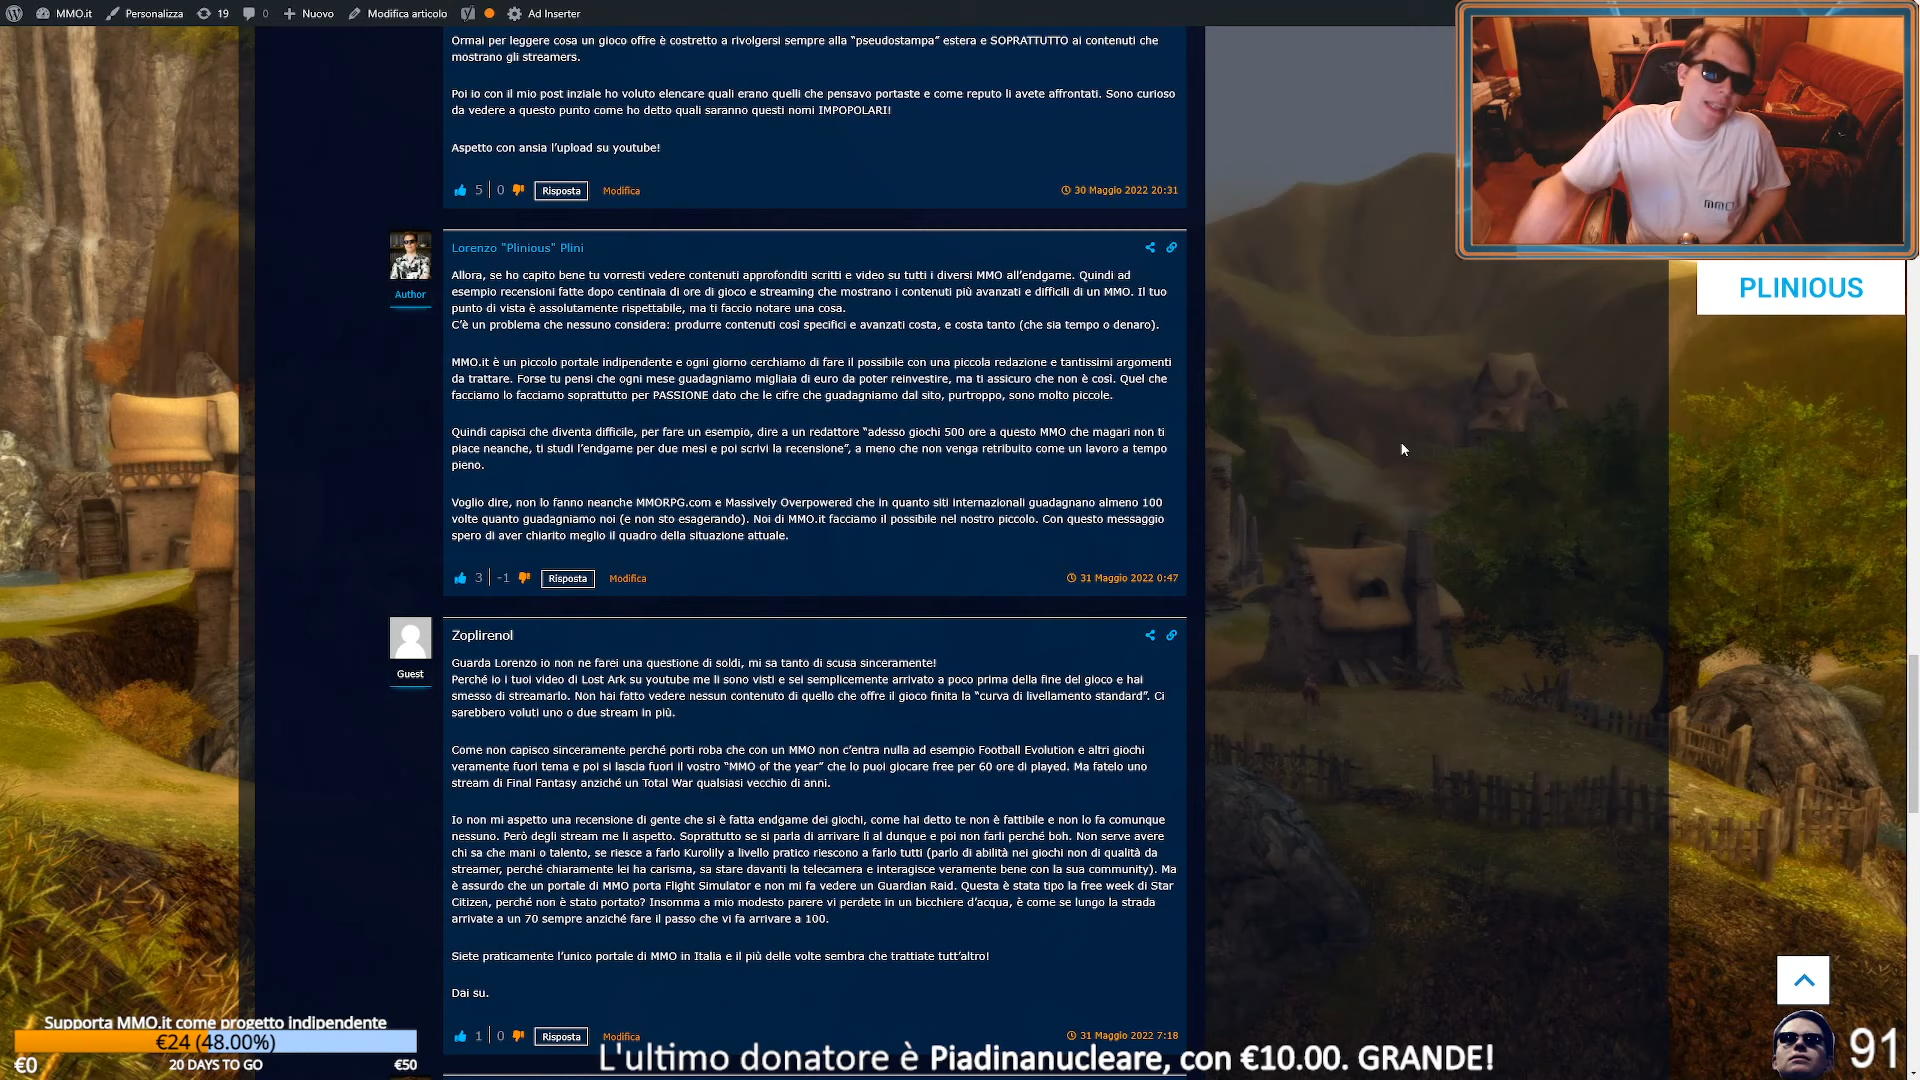 MMO.it Personalizza 19 0 Nuovo Modifica articolo Ad Inserter
Ormai per leggere cosa un gioco offre è costretto a rivolgersi sempre alla "pseudostampa" estera e SOPRATTUTTO ai contenuti che
mostrano gli streamers.
Poi io con il mio post inziale ho voluto elencare quali erano quelli che pensavo portaste e come reputo li avete affrontati. Sono curioso
da vedere a questo punto come ho detto quali saranno questi nomi IMPOPOLARI!
Aspetto con ansia l'upload su youtube!
5 0 Risposta Modifica 30 Maggio 2022 20:31
Lorenzo "Plinious" Plini
Author
Allora, se ho capito bene tu vorresti vedere contenuti approfonditi scritti e video su tutti i diversi MMO all'endgame. Quindi ad
esempio recensioni fatte dopo centinaia di ore di gioco e streaming che mostrano i contenuti più avanzati e difficili di un MMO. Il tuo
punto di vista è assolutamente rispettabile, ma ti faccio notare una cosa.
C'è un problema che nessuno considera: produrre contenuti così specifici e avanzati costa, e costa tanto (che sia tempo o denaro).
MMO.it è un piccolo portale indipendente e ogni giorno cerchiamo di fare il possibile con una piccola redazione e tantissimi argomenti
da trattare. Forse tu pensi che ogni mese guadagniamo migliaia di euro da poter reinvestire, ma ti assicuro che non è così. Quel che
facciamo lo facciamo soprattutto per PASSIONE dato che le cifre che guadagniamo dal sito, purtroppo, sono molto piccole.
Quindi capisci che diventa difficile, per fare un esempio, dire a un redattore "adesso giochi 500 ore a questo MMO che magari non ti
piace neanche, ti studi l'endgame per due mesi e poi scrivi la recensione", a meno che non venga retribuito come un lavoro a tempo
pieno.
Voglio dire, non lo fanno neanche MMORPG.com e Massively Overpowered che in quanto siti internazionali guadagnano almeno 100
volte quanto guadagniamo noi (e non sto esagerando). Noi di MMO.it facciamo il possibile nel nostro piccolo. Con questo messaggio
spero di aver chiarito meglio il quadro della situazione attuale.
3 -1 Risposta Modifica 31 Maggio 2022 0:47
Zoplirenol
Guest
Guarda Lorenzo io non ne farei una questione di soldi, mi sa tanto di scusa sinceramente!
Perché io i tuoi video di Lost Ark su youtube me li sono visti e sei semplicemente arrivato a poco prima della fine del gioco e hai
smesso di streamarlo. Non hai fatto vedere nessun contenuto di quello che offre il gioco finita la "curva di livellamento standard". Ci
sarebbero voluti uno o due stream in più.
Come non capisco sinceramente perché porti roba che con un MMO non c'entra nulla ad esempio Football Evolution e altri giochi
veramente fuori tema e poi si lascia fuori il vostro "MMO of the year" che lo puoi giocare free per 60 ore di played. Ma fatelo uno
stream di Final Fantasy anziché un Total War qualsiasi vecchio di anni.
Io non mi aspetto una recensione di gente che si è fatta endgame dei giochi, come hai detto te non è fattibile e non lo fa comunque
nessuno. Però degli stream me li aspetto. Soprattutto se si parla di arrivare lì al dunque e poi non farli perché boh. Non serve avere
chi sa che mani o talento, se riesce a farlo Kurolily a livello pratico riescono a farlo tutti (parlo di abilità nei giochi non di qualità da
streamer, perché chiaramente lei ha carisma, sa stare davanti la telecamera e interagisce veramente bene con la sua community). Ma
è assurdo che un portale di MMO porta Flight Simulator e non mi fa vedere un Guardian Raid. Questa è stata tipo la free week di Star
Citizen, perché non è stato portato? Insomma a mio modesto parere vi perdete in un bicchiere d'acqua, è come se lungo la strada
arrivate a un 70 sempre anziché fare il passo che vi fa arrivare a 100.
Siete praticamente l'unico portale di MMO in Italia e il più delle volte sembra che trattiate tutt'altro!
Dai su.
1 0 Risposta Modifica 31 Maggio 2022 7:18
MMO
PLINIOUS
Supporta MMO.it come progetto indipendente
€24 (48.00%)
€0 20 DAYS TO GO €50
L'ultimo donatore è Piadinanucleare, con €10.00. GRANDE!
91